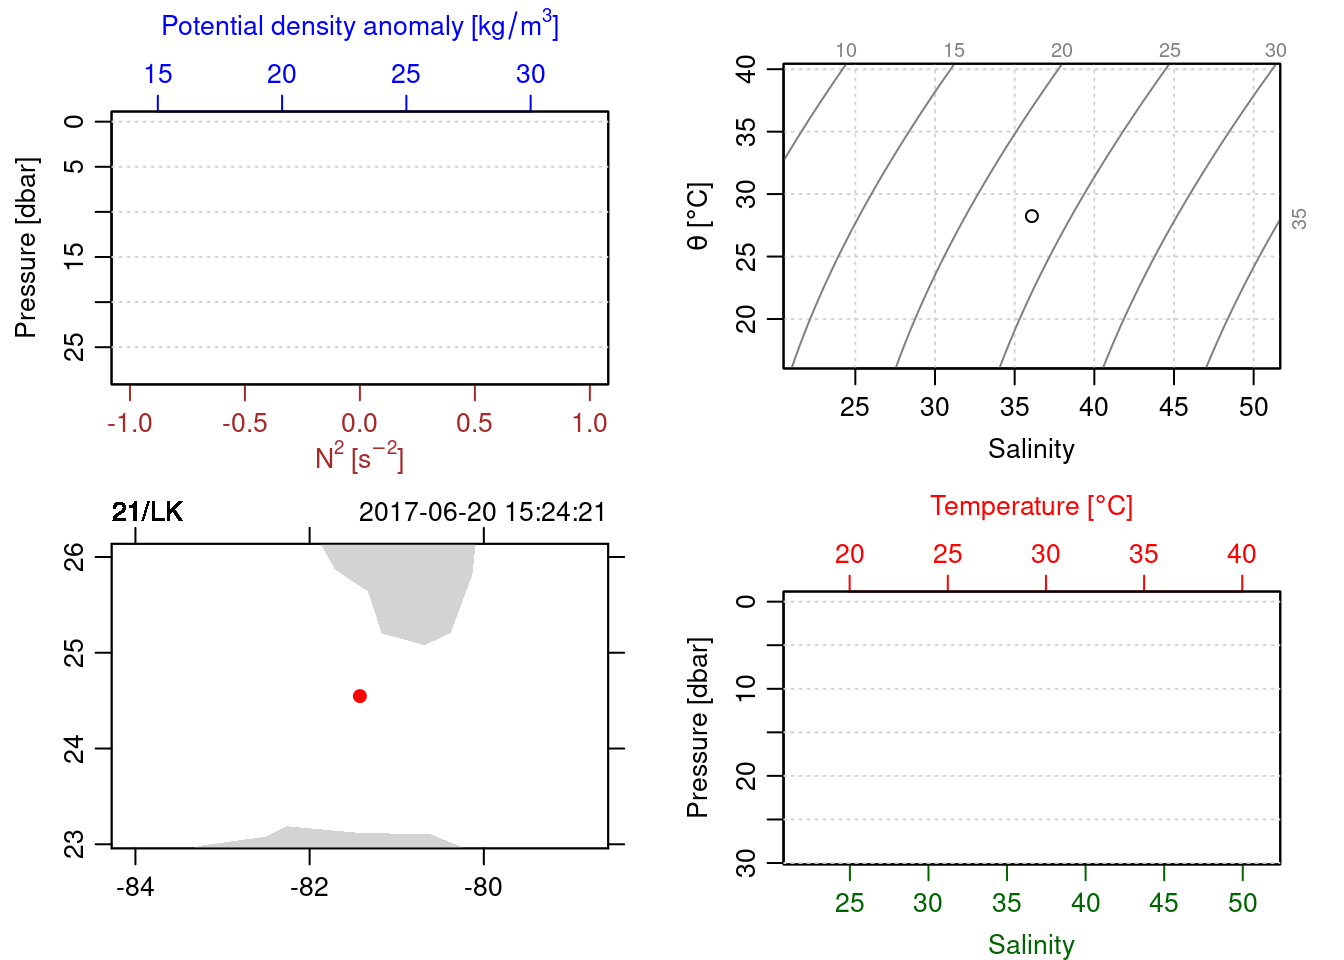 Potential density anomaly [kg/m³]
15 20 25 30
0
5
15
25
Pressure [dbar]
-1.0 -0.5 0.0 0.5 1.0
N² [s⁻²]
10 15 20 25 30
35
40
35
30
25
20
θ [°C]
25 30 35 40 45 50
Salinity
21/LK 2017-06-20 15:24:21
26
25
24
23
-84 -82 -80
Temperature [°C]
20 25 30 35 40
0
10
20
30
Pressure [dbar]
25 30 35 40 45 50
Salinity